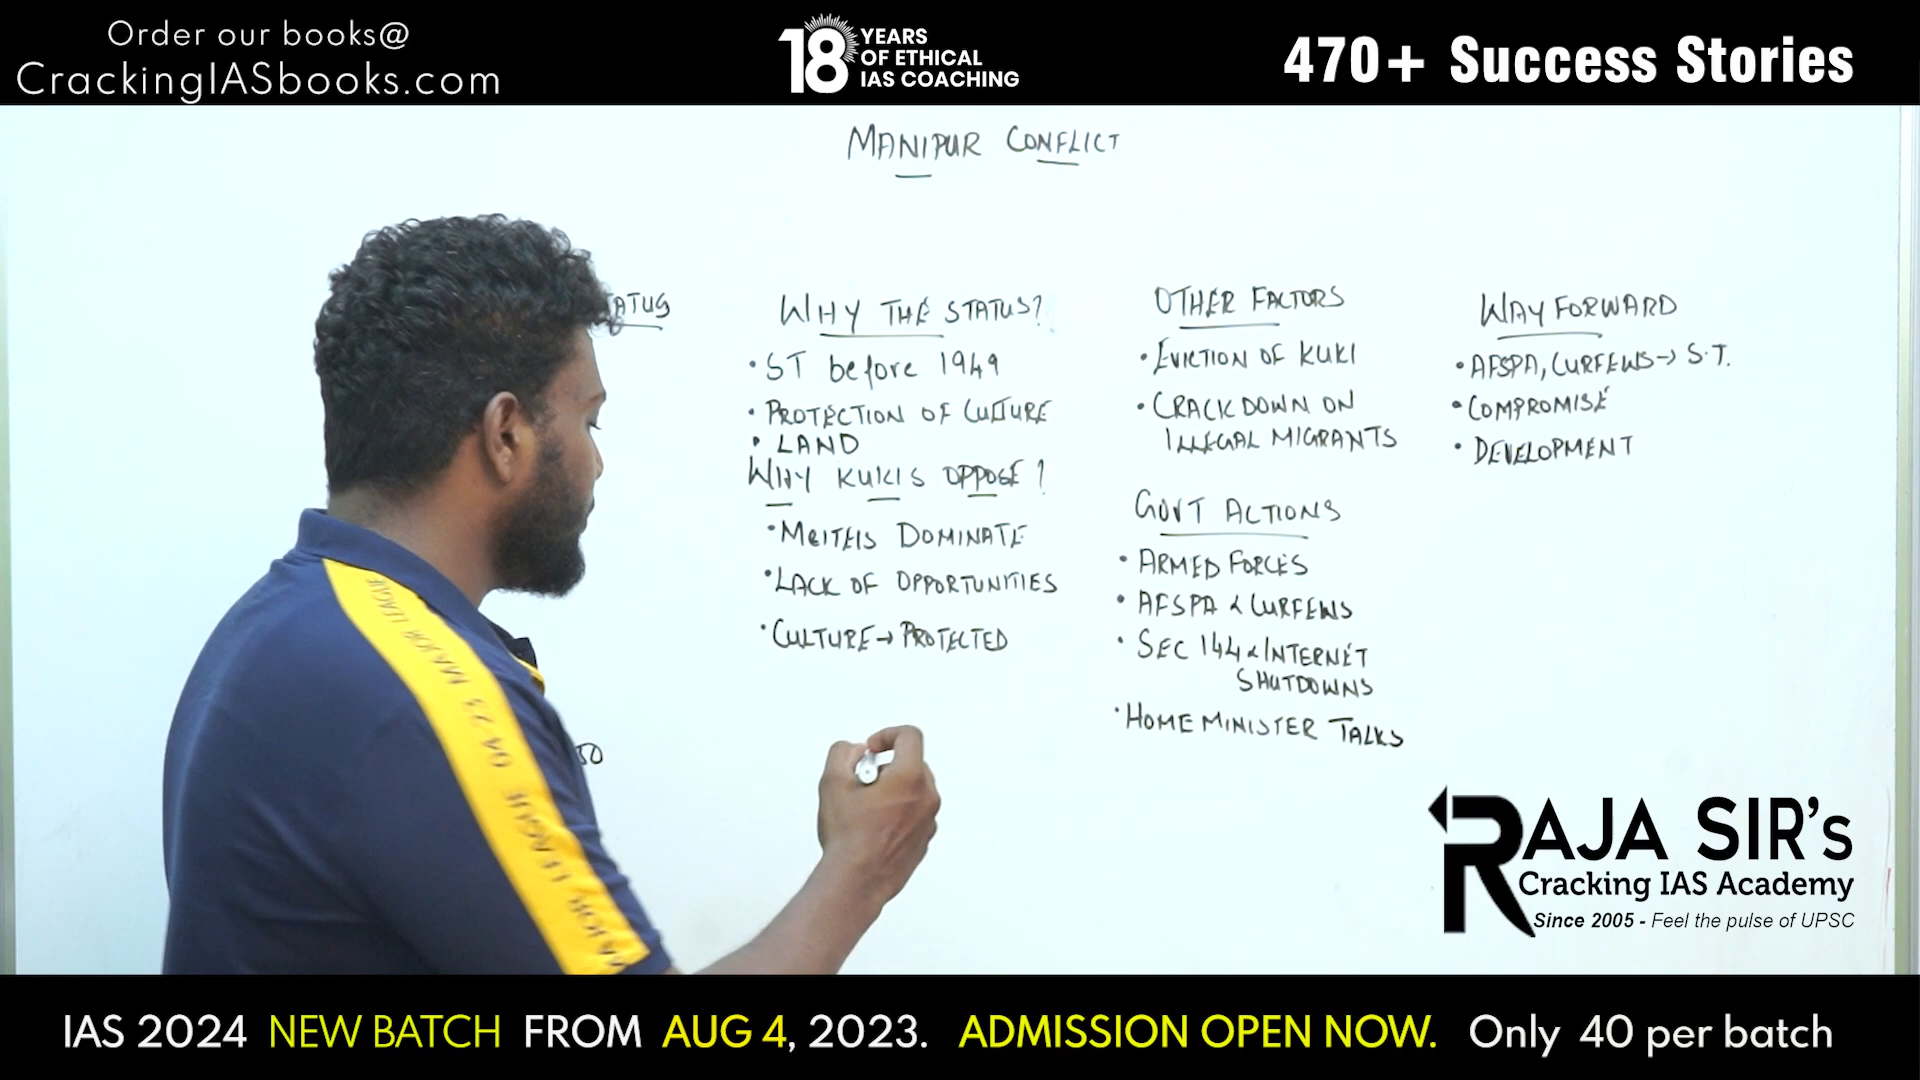 Order our books@
CrackingIASbooks.com
18 YEARS
OF ETHICAL
IAS COACHING
470+ Success Stories
MANIPUR CONFLICT
WHY THE STATUS?
• ST before 1949
• PROTECTION OF CULTURE
• LAND
WHY KUKIS OPPOSE?
• MEITEIS DOMINATE
• LACK OF OPPORTUNITIES
• CULTURE → PROTECTED
OTHER FACTORS
• EVICTION OF KUKI
• CRACKDOWN ON
ILLEGAL MIGRANTS
GOVT ACTIONS
• ARMED FORCES
• AFSPA & CURFEWS
• SEC 144 & INTERNET
SHUTDOWNS
• HOME MINISTER TALKS
WAY FORWARD
• AFSPA, CURFEWS → S.T.
• COMPROMISE
• DEVELOPMENT
MAJOR LEAGUE
RAJA SIR's
Cracking IAS Academy
Since 2005 - Feel the pulse of UPSC
IAS 2024 NEW BATCH FROM AUG 4, 2023. ADMISSION OPEN NOW. Only 40 per batch